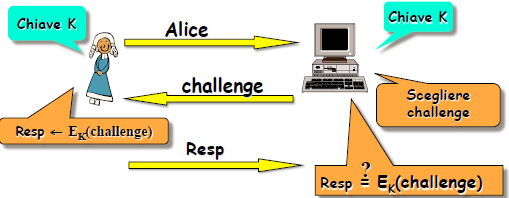 Chiave K
Alice
Chiave K
challenge
Scegliere
challenge
Resp ← E_K(challenge)
Resp
Resp ≟ E_K(challenge)